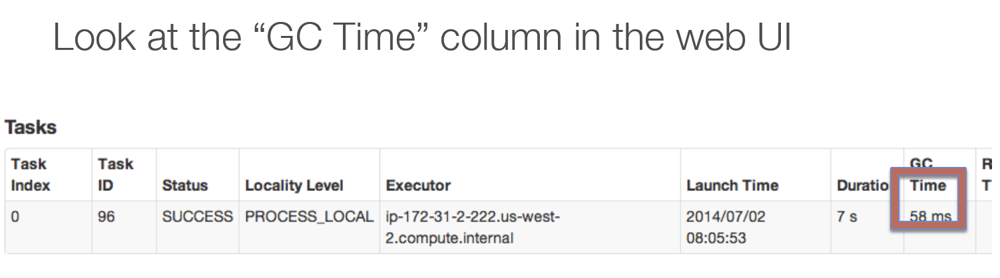 Look at the “GC Time” column in the web UI
Tasks
Task Index Task ID Status Locality Level Executor Launch Time Duratio GC Time
0 96 SUCCESS PROCESS_LOCAL ip-172-31-2-222.us-west-2.compute.internal 2014/07/02 08:05:53 7 s 58 ms